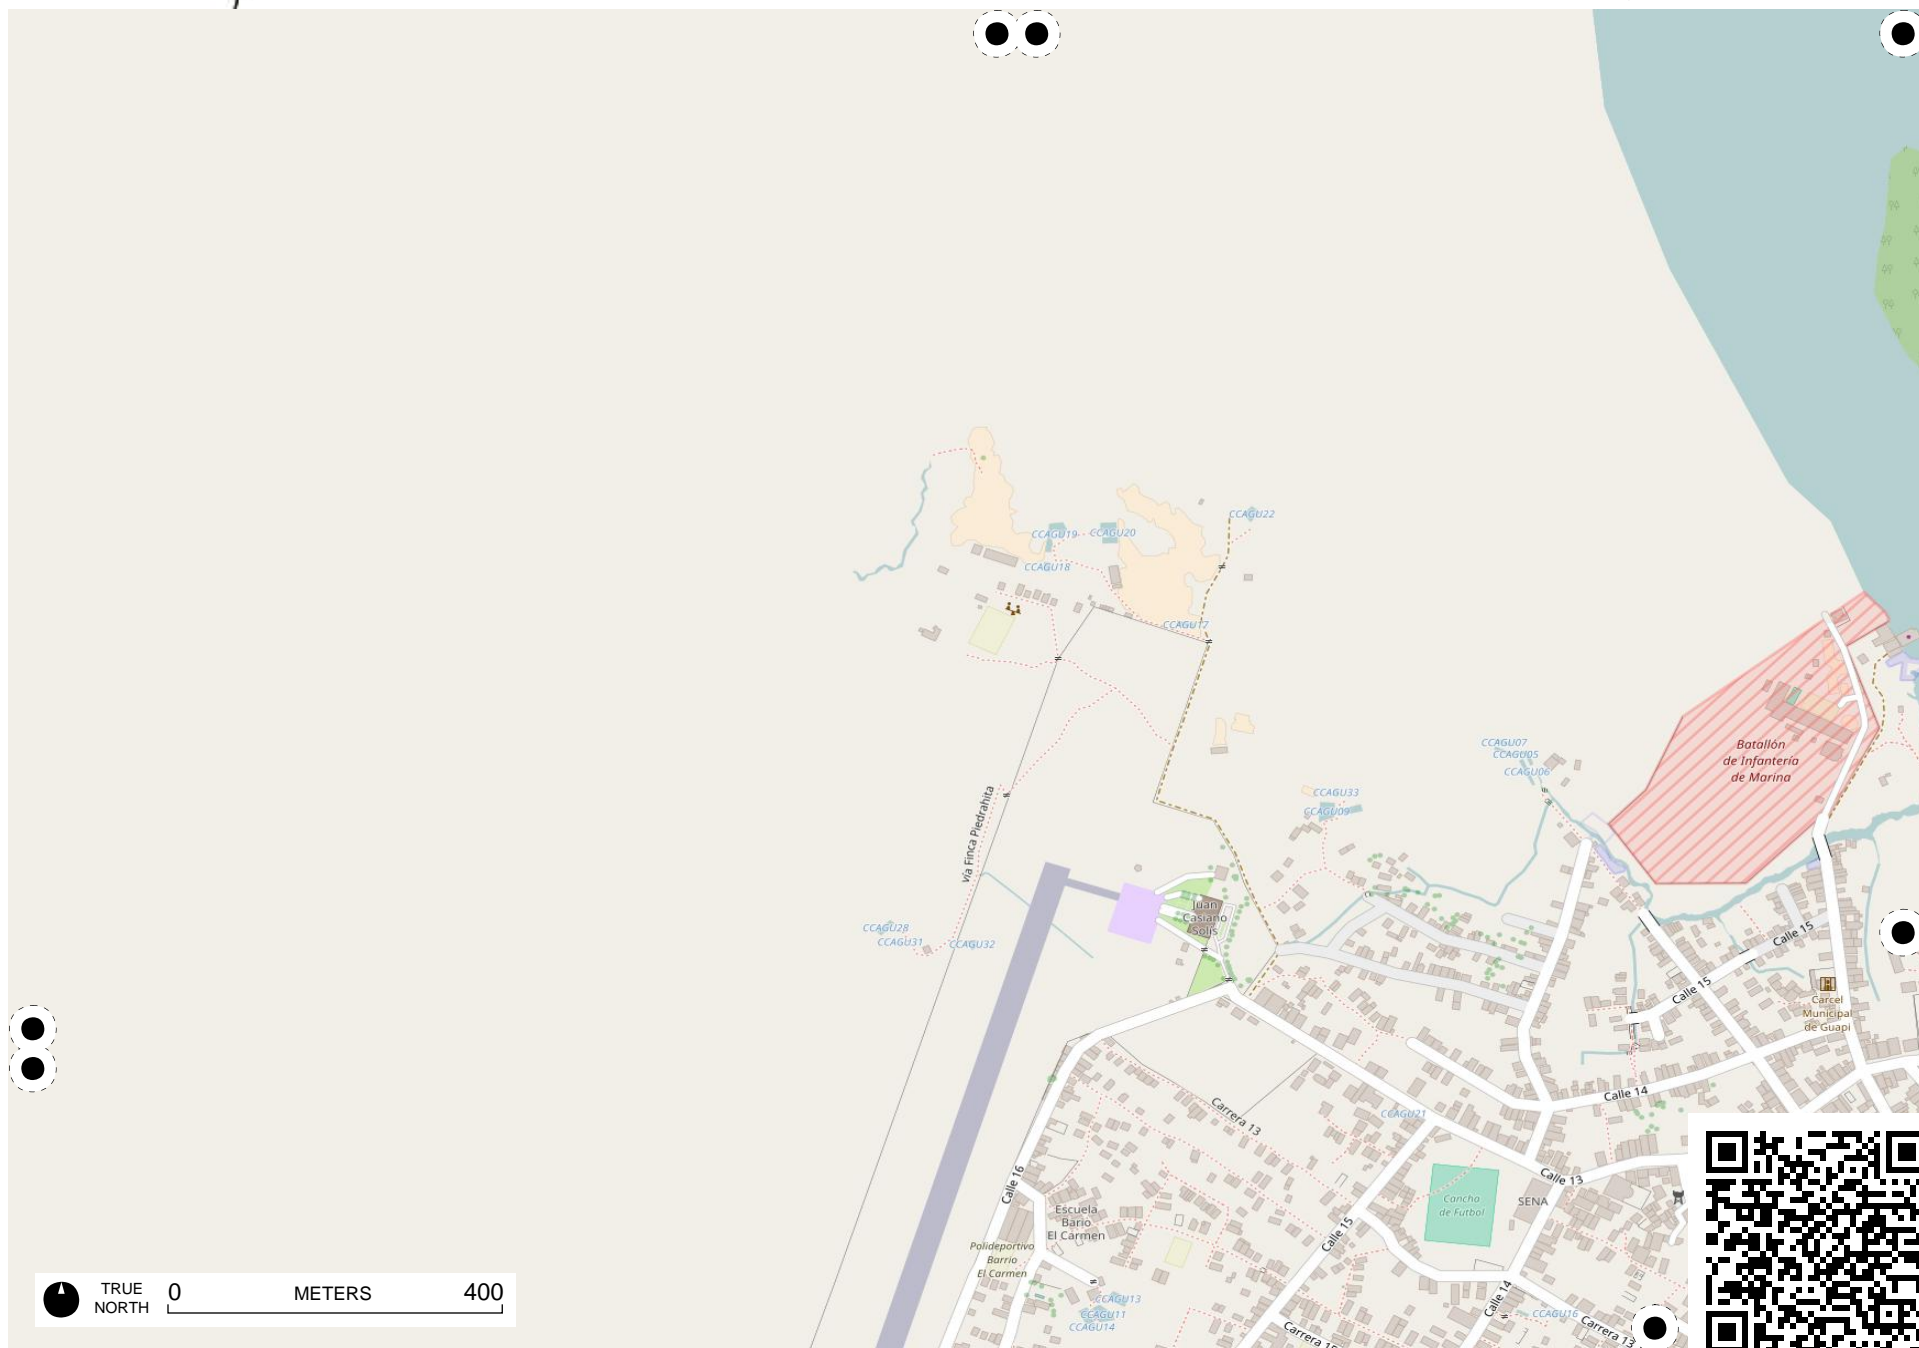 CCAGU22
CCAGU19
CCAGU20
CCAGU18
CCAGU17
CCAGU07
CCAGU05
CCAGU06
Batallón
de Infantería
de Marina
CCAGU33
CCAGU09
vía Finca Piedrahita
Juan
Casiano
Solis
CCAGU28
CCAGU31
CCAGU32
Calle 15
Calle 15
Carcel
Municipal
de Guapi
Calle 14
Carrera 13
CCAGU21
Calle 16
Calle 13
Cancha
de Futbol
SENA
Escuela
Bario
El Carmen
Calle 15
Polideportivo
Barrio
El Carmen
TRUE
NORTH
0 METERS 400
CCAGU13
CCAGU11
CCAGU14
Calle 14
CCAGU16
Carrera 13